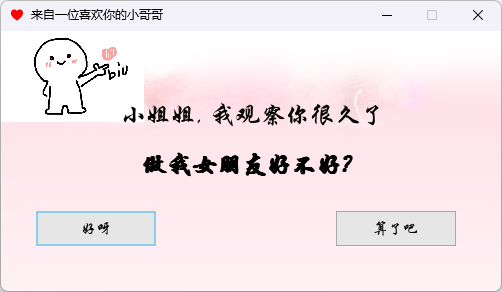 来自一位喜欢你的小哥哥
biu
小姐姐，我观察你很久了
做我女朋友好不好？
好呀
算了吧